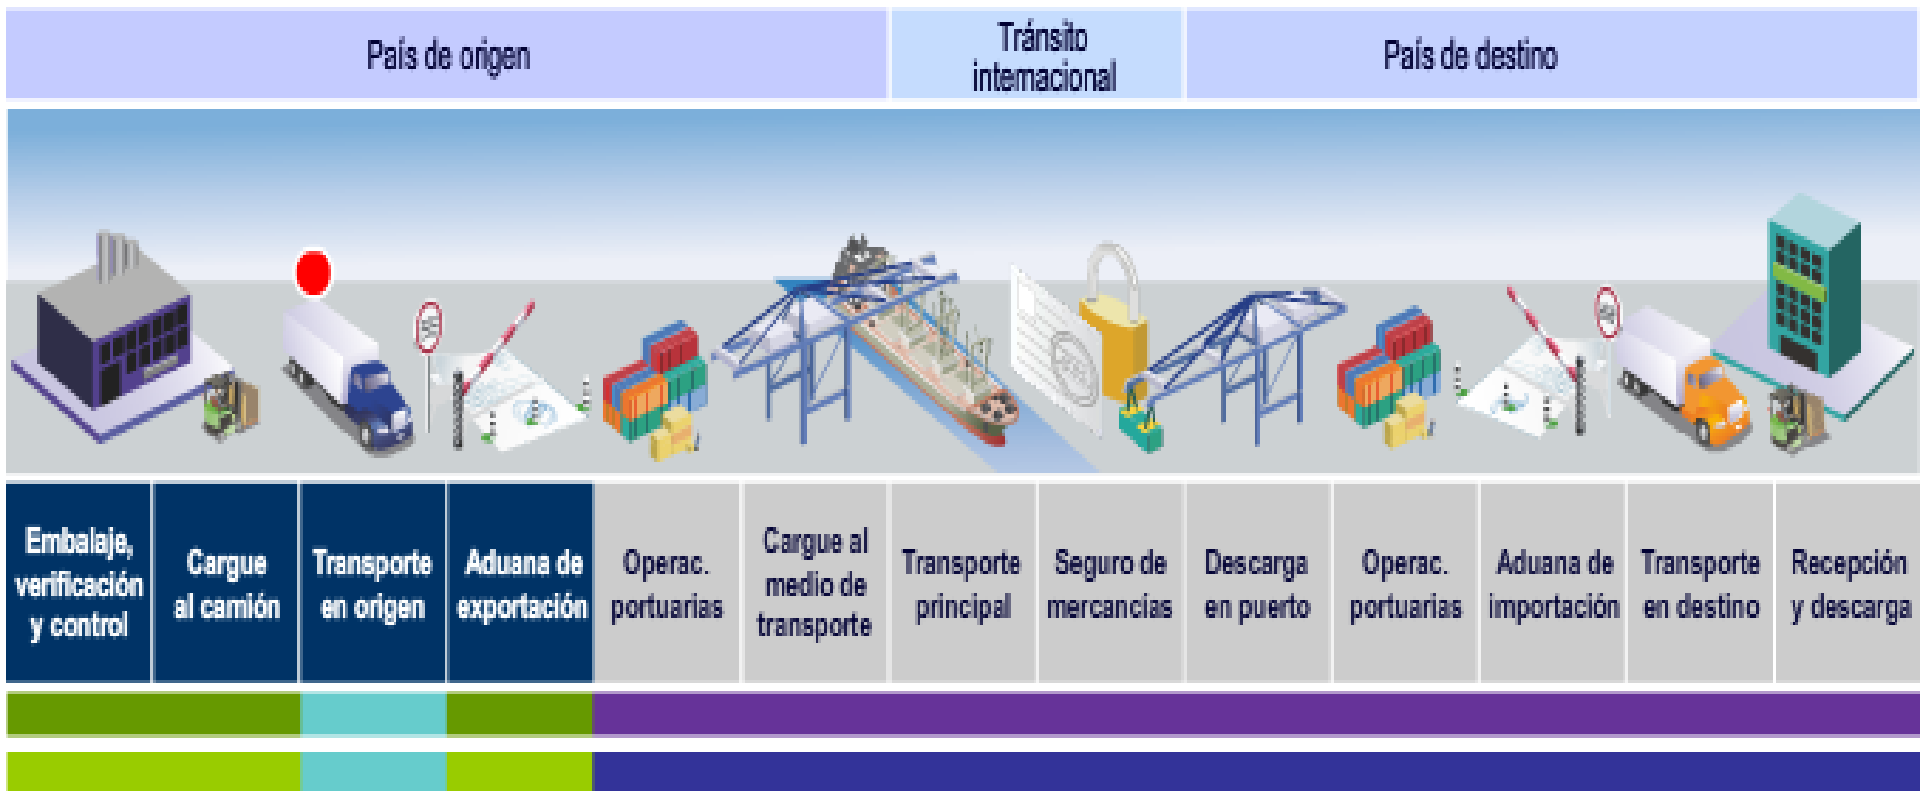 País de origen
Tránsito
internacional
País de destino
Embalaje,
verificación
y control
Cargue
al camión
Transporte
en origen
Aduana de
exportación
Operac.
portuarias
Cargue al
medio de
transporte
Transporte
principal
Seguro de
mercancías
Descarga
en puerto
Operac.
portuarias
Aduana de
importación
Transporte
en destino
Recepción
y descarga